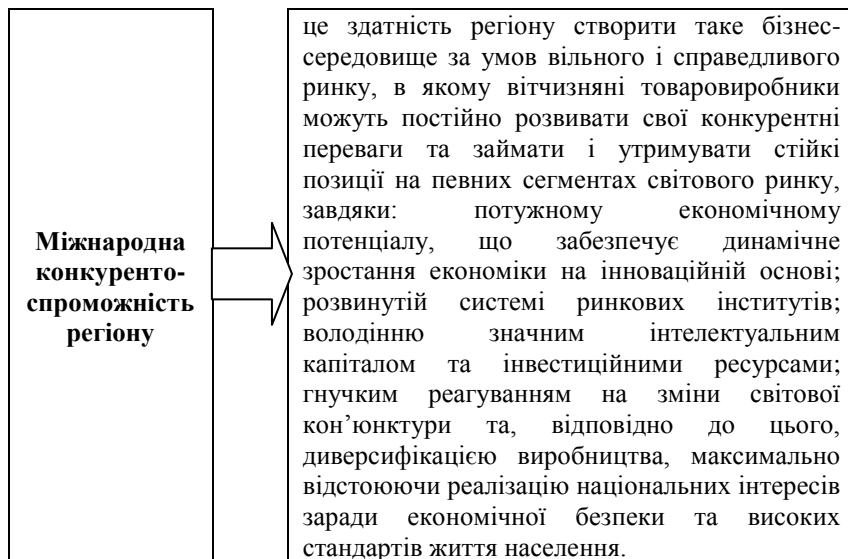 Міжнародна
конкуренто-
спроможність
регіону
це здатність регіону створити таке бізнес-
середовище за умов вільного і справедливого
ринку, в якому вітчизняні товаровиробники
можуть постійно розвивати свої конкурентні
переваги та займати і утримувати стійкі
позиції на певних сегментах світового ринку,
завдяки: потужному економічному
потенціалу, що забезпечує динамічне
зростання економіки на інноваційній основі;
розвинутій системі ринкових інститутів;
володінню значним інтелектуальним
капіталом та інвестиційними ресурсами;
гнучким реагуванням на зміни світової
кон’юнктури та, відповідно до цього,
диверсифікацією виробництва, максимально
відстоюючи реалізацію національних інтересів
заради економічної безпеки та високих
стандартів життя населення.